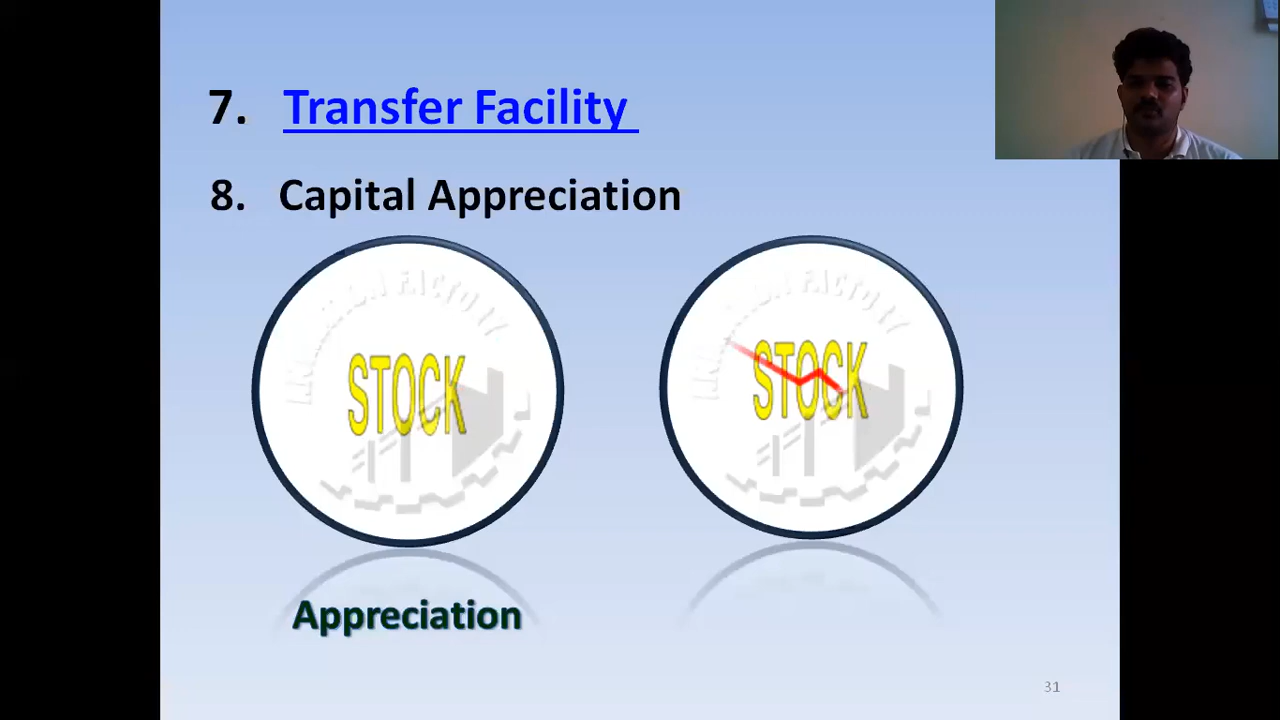 7. Transfer Facility
8. Capital Appreciation
STOCK
STOCK
Appreciation
31